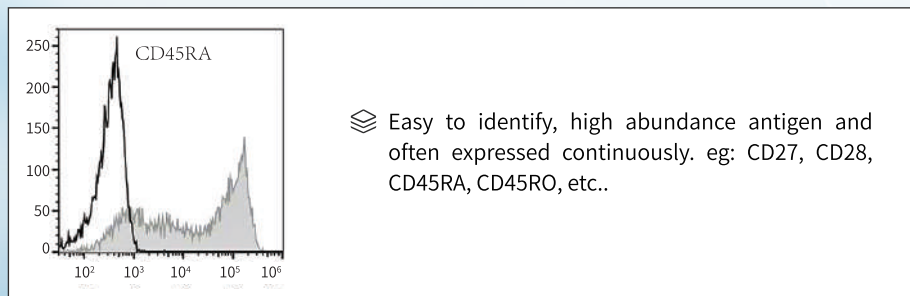 CD45RA
250
200
150
100
50
0
10² 10³ 10⁴ 10⁵ 10⁶
Easy to identify, high abundance antigen and
often expressed continuously. eg: CD27, CD28,
CD45RA, CD45RO, etc..